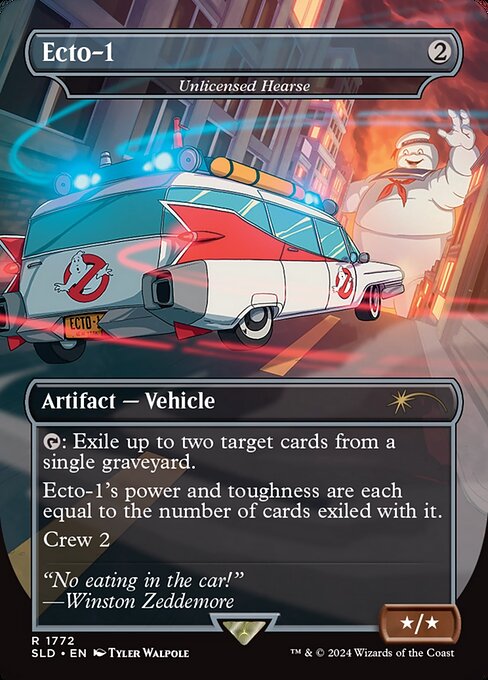 Ecto-1 2
Unlicensed Hearse
ECTO-1
Artifact — Vehicle
: Exile up to two target cards from a
single graveyard.
Ecto-1's power and toughness are each
equal to the number of cards exiled with it.
Crew 2
“No eating in the car!”
—Winston Zeddemore
★/★
R 1772
SLD • EN Tyler Walpole
™ & © 2024 Wizards of the Coast